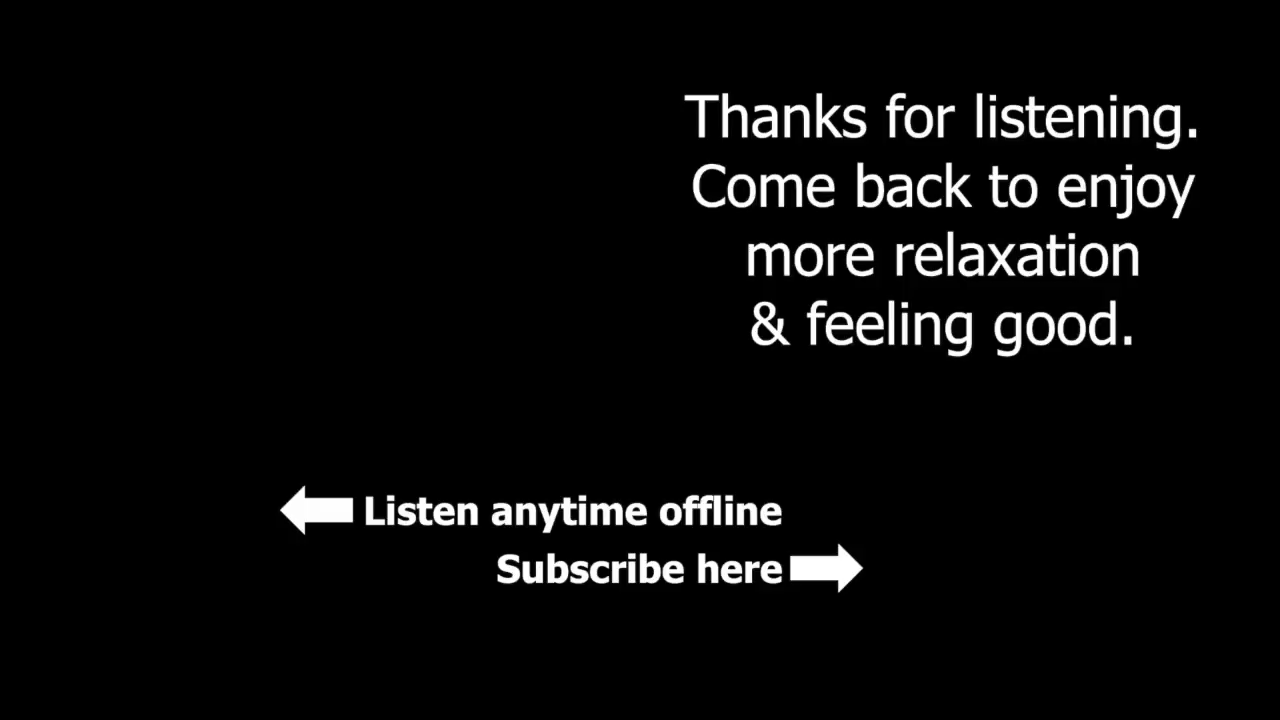 Thanks for listening.
Come back to enjoy
more relaxation
& feeling good.
Listen anytime offline
Subscribe here